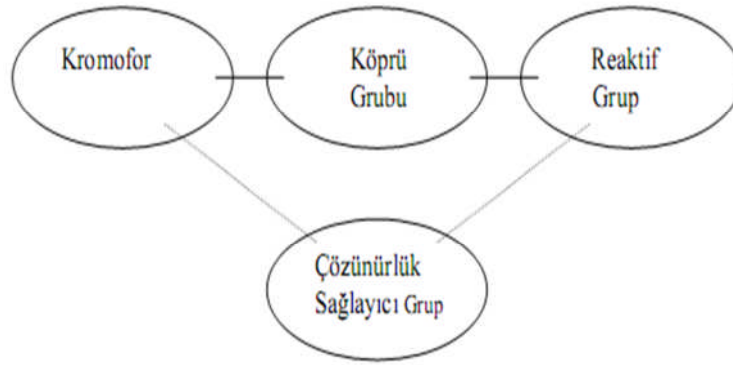 Kromofor
Köprü
Grubu
Reaktif
Grup
Çözünürlük
Sağlayıcı Grup